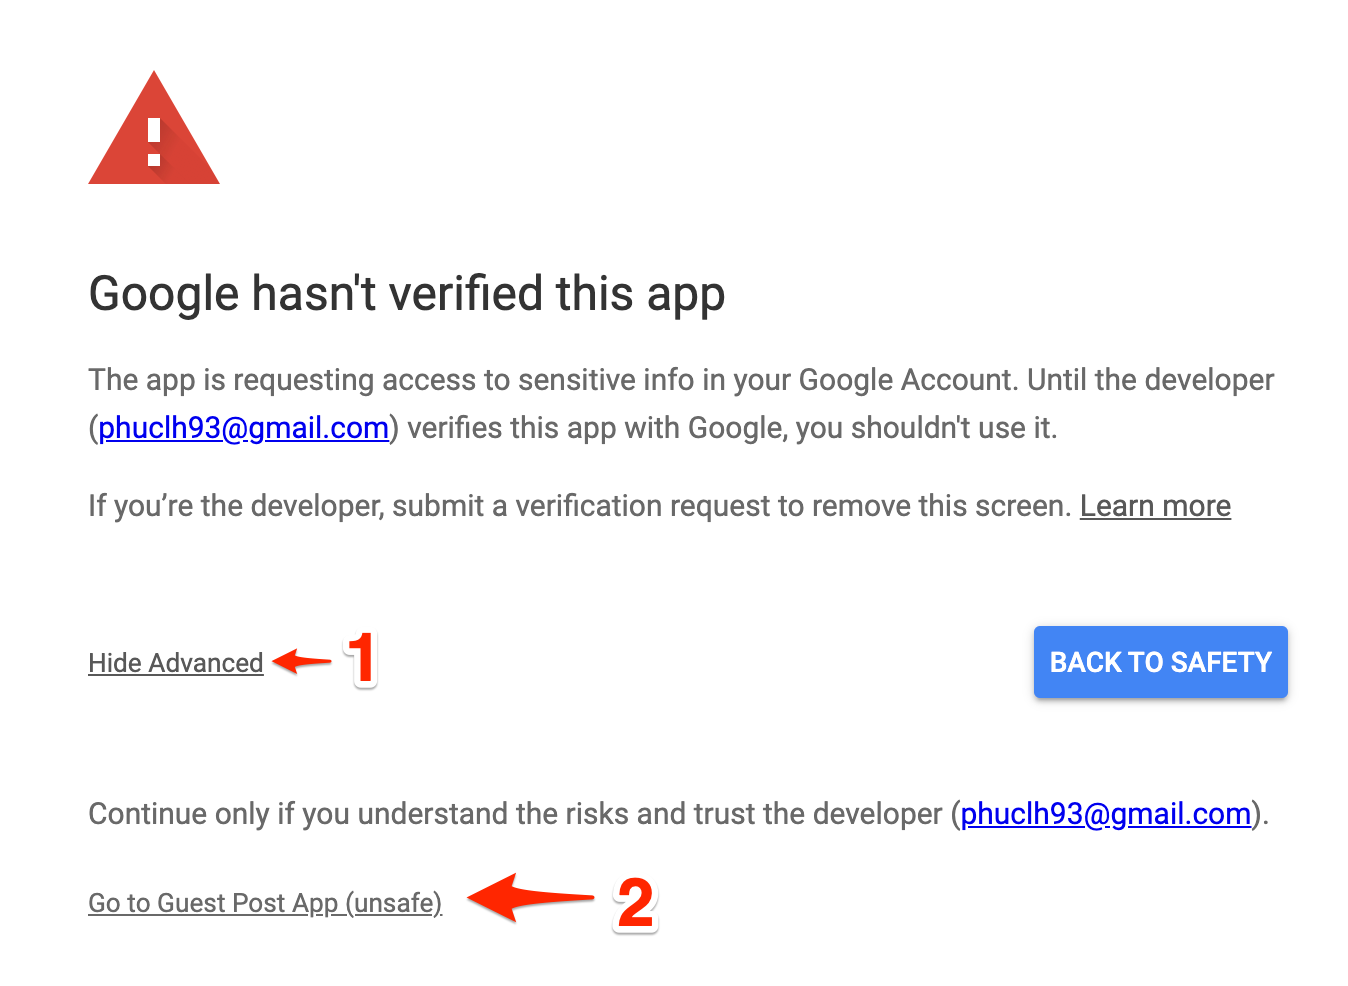 Google hasn't verified this app
The app is requesting access to sensitive info in your Google Account. Until the developer
(phuclh93@gmail.com) verifies this app with Google, you shouldn't use it.
If you’re the developer, submit a verification request to remove this screen. Learn more
Hide Advanced 1 BACK TO SAFETY
Continue only if you understand the risks and trust the developer (phuclh93@gmail.com).
Go to Guest Post App (unsafe) 2